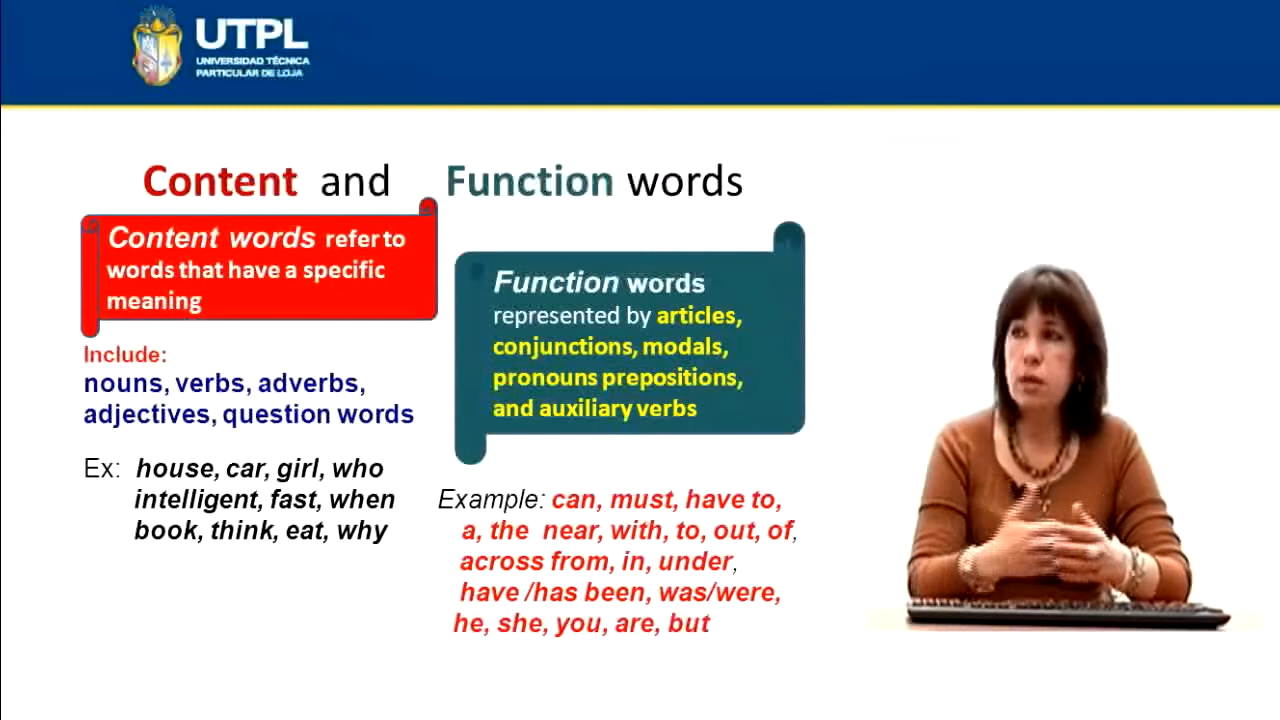 UTPL
UNIVERSIDAD TÉCNICA
PARTICULAR DE LOJA
Content and Function words
Content words refer to
words that have a specific
meaning
Include:
nouns, verbs, adverbs,
adjectives, question words
Ex: house, car, girl, who
intelligent, fast, when
book, think, eat, why
Function words
represented by articles,
conjunctions, modals,
pronouns prepositions,
and auxiliary verbs
Example: can, must, have to,
a, the near, with, to, out, of,
across from, in, under,
have /has been, was/were,
he, she, you, are, but